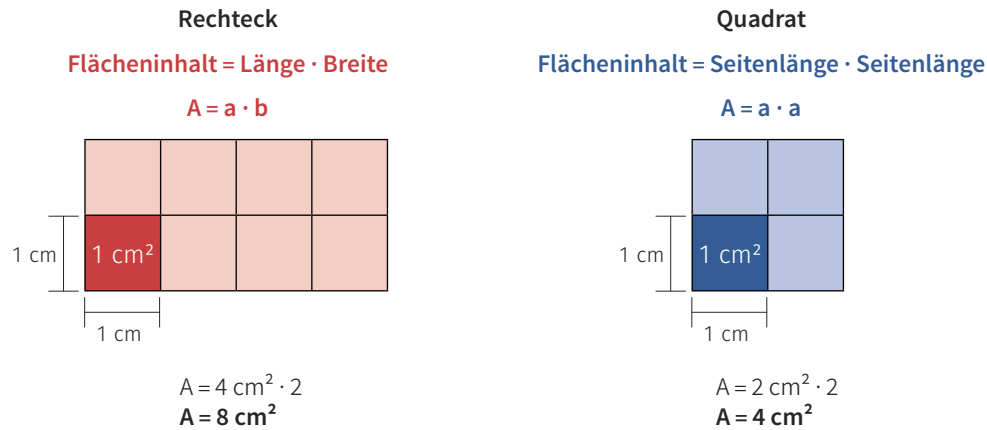 Rechteck
Flächeninhalt = Länge · Breite
A = a · b
1 cm
1 cm²
1 cm
A = 4 cm² · 2
A = 8 cm²
Quadrat
Flächeninhalt = Seitenlänge · Seitenlänge
A = a · a
1 cm
1 cm²
1 cm
A = 2 cm² · 2
A = 4 cm²